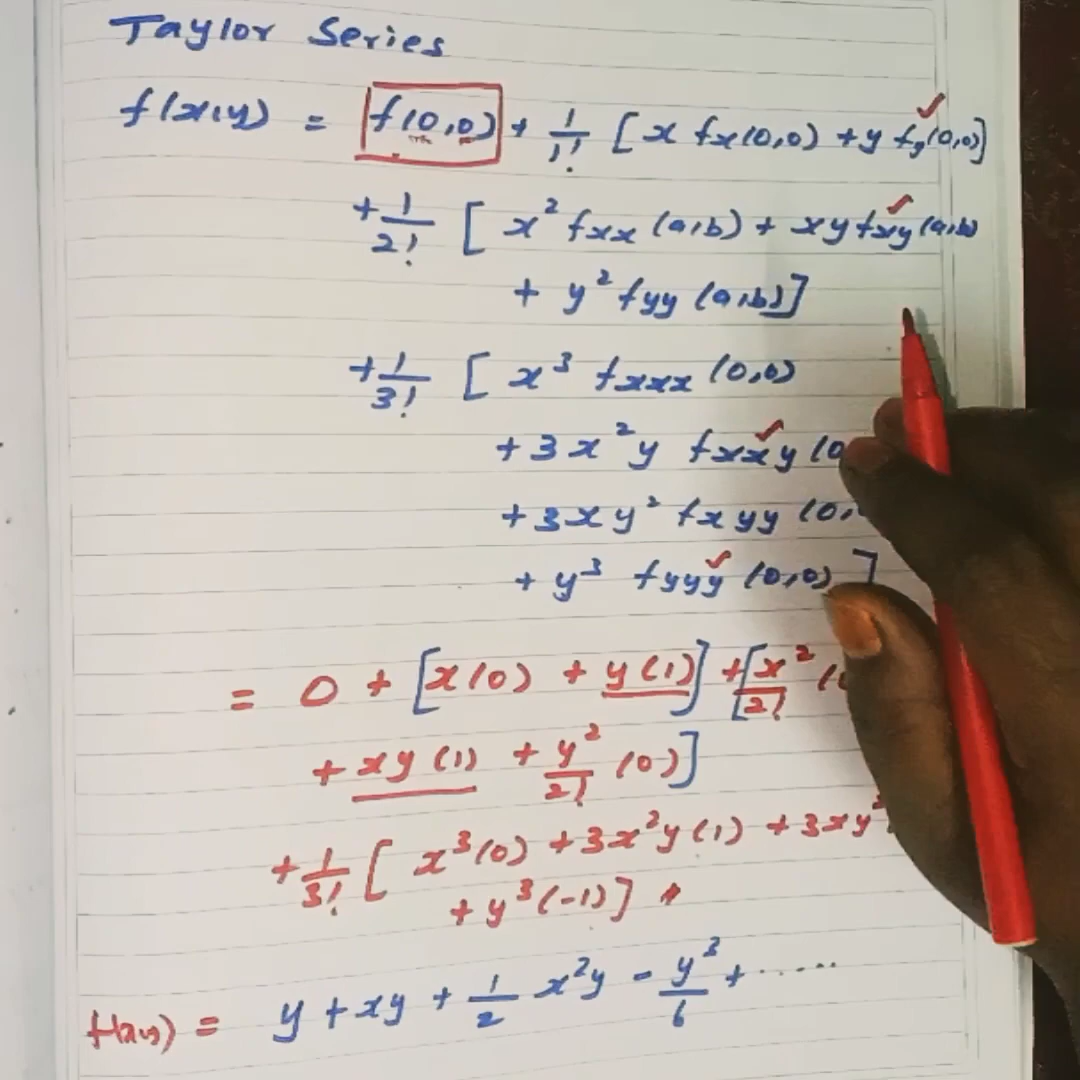 Taylor Series
f(x,y) = f(0,0) + 1/1! [x fx(0,0) + y fy(0,0)]
+ 1/2! [x² fxx (a,b) + xy fxy (a,b)
+ y² fyy (a,b)]
+ 1/3! [x³ fxxx (0,0)
+ 3x²y fxxy (0
+ 3xy² fxyy (0,
+ y³ fyyy (0,0)]
= 0 + [x(0) + y(1)] + [x²/2! (
+ xy(1) + y²/2! (0)]
+ 1/3! [x³(0) + 3x²y(1) + 3xy²
+ y³(-1)] +
f(x,y) = y + xy + 1/2 x²y - y³/6 + ......